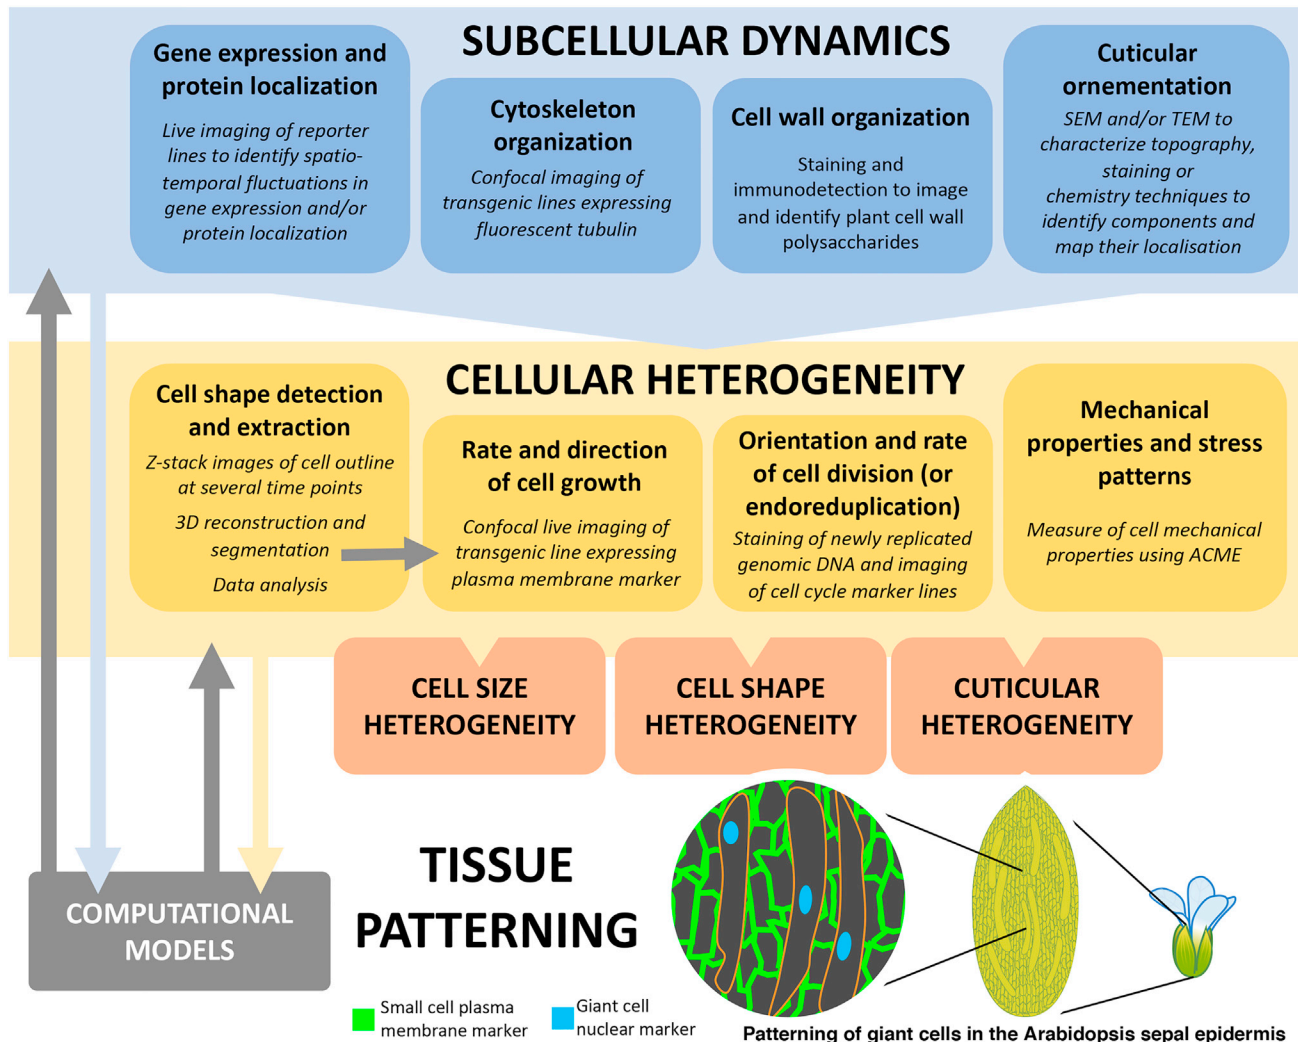 SUBCELLULAR DYNAMICS
Gene expression and
protein localization
Live imaging of reporter
lines to identify spatio-
temporal fluctuations in
gene expression and/or
protein localization
Cytoskeleton
organization
Confocal imaging of
transgenic lines expressing
fluorescent tubulin
Cell wall organization
Staining and
immunodetection to image
and identify plant cell wall
polysaccharides
Cuticular
ornementation
SEM and/or TEM to
characterize topography,
staining or
chemistry techniques to
identify components and
map their localisation
CELLULAR HETEROGENEITY
Cell shape detection
and extraction
Z-stack images of cell outline
at several time points
3D reconstruction and
segmentation
Data analysis
Rate and direction
of cell growth
Confocal live imaging of
transgenic line expressing
plasma membrane marker
Orientation and rate
of cell division (or
endoreduplication)
Staining of newly replicated
genomic DNA and imaging
of cell cycle marker lines
Mechanical
properties and stress
patterns
Measure of cell mechanical
properties using ACME
CELL SIZE
HETEROGENEITY
CELL SHAPE
HETEROGENEITY
CUTICULAR
HETEROGENEITY
COMPUTATIONAL
MODELS
TISSUE
PATTERNING
Small cell plasma
membrane marker
Giant cell
nuclear marker
Patterning of giant cells in the Arabidopsis sepal epidermis